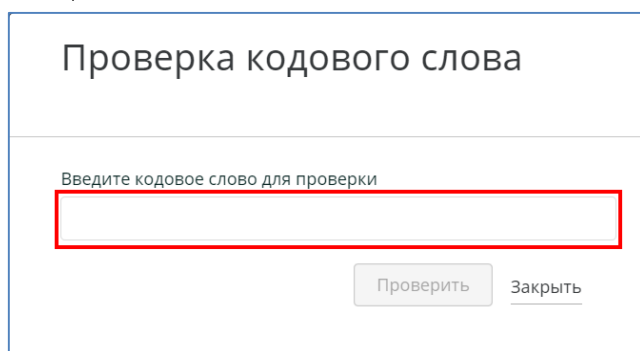 Проверка кодового слова
Введите кодовое слово для проверки
Проверить Закрыть